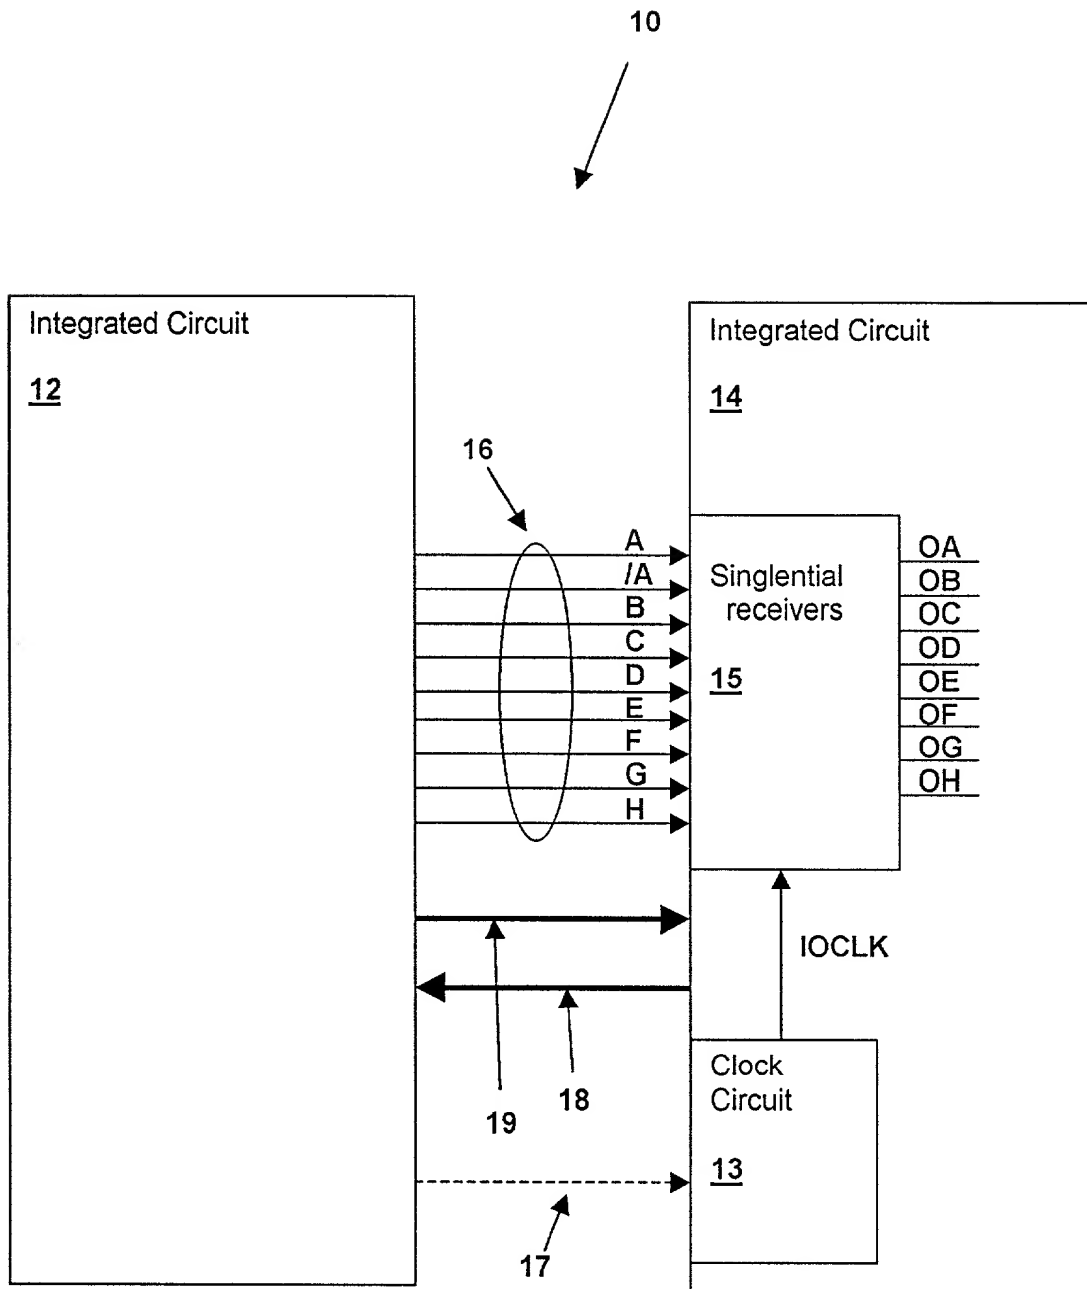 10
Integrated Circuit
12
Integrated Circuit
14
16
A
/A
B
C
D
E
F
G
H
Singlential
receivers
15
OA
OB
OC
OD
OE
OF
OG
OH
IOCLK
19
18
Clock
Circuit
13
17